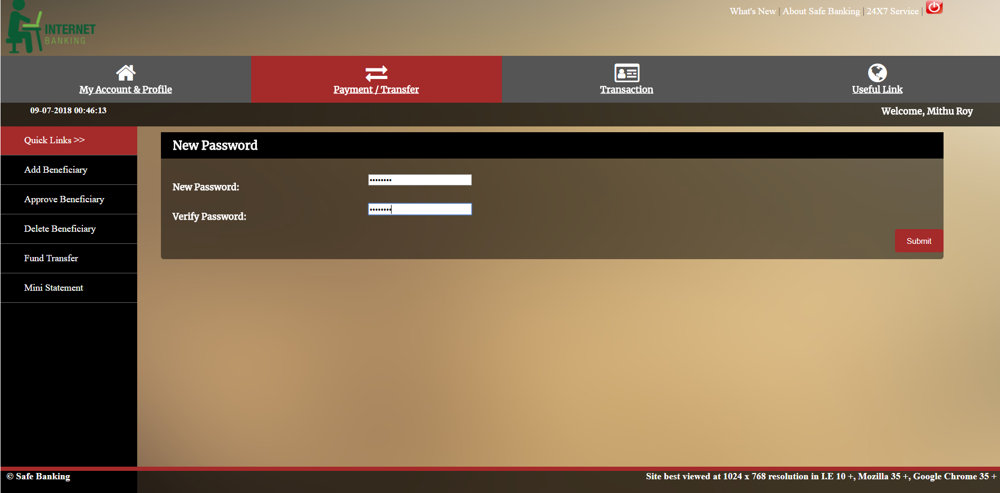 What's New | About Safe Banking | 24X7 Service |
INTERNET
BANKING
My Account & Profile
Payment / Transfer
Transaction
Useful Link
09-07-2018 00:46:13
Welcome, Mithu Roy
Quick Links >>
Add Beneficiary
Approve Beneficiary
Delete Beneficiary
Fund Transfer
Mini Statement
New Password
New Password:
••••••••
Verify Password:
••••••••
Submit
© Safe Banking
Site best viewed at 1024 x 768 resolution in I.E 10 +, Mozilla 35 +, Google Chrome 35 +